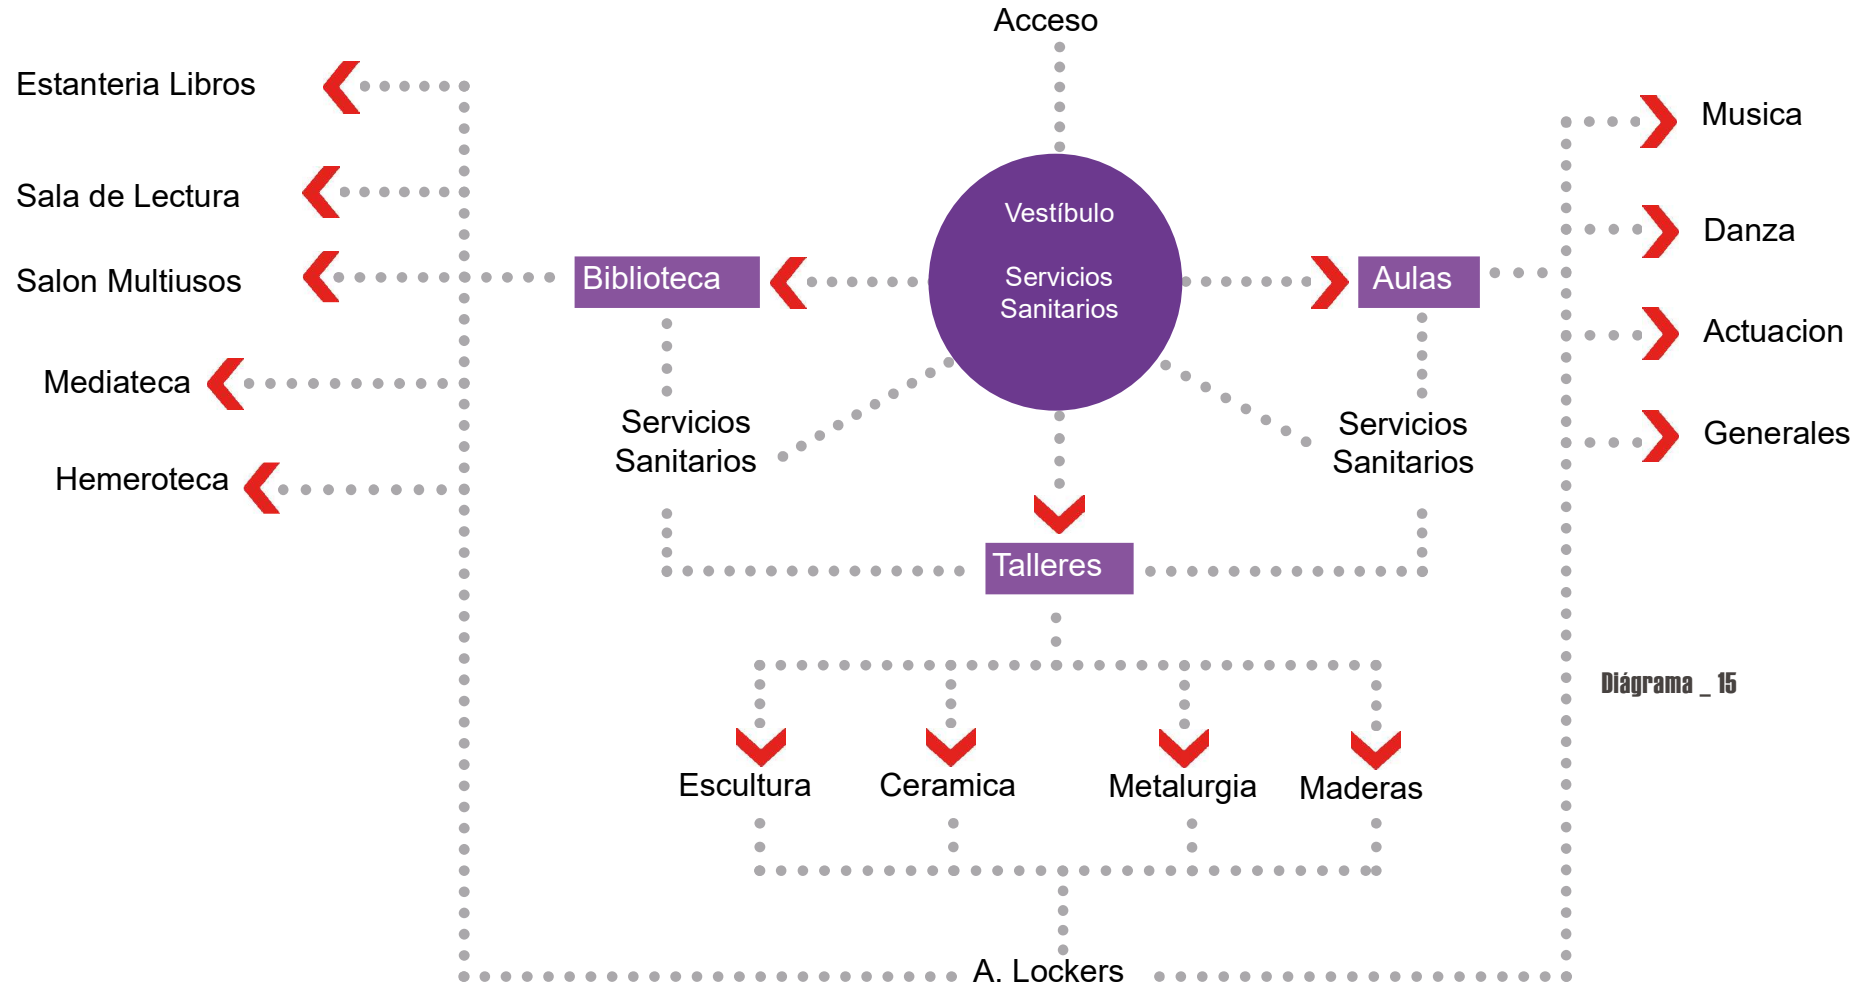 Acceso
Estanteria Libros
Sala de Lectura
Salon Multiusos
Mediateca
Hemeroteca
Biblioteca
Vestíbulo
Servicios
Sanitarios
Aulas
Musica
Danza
Actuacion
Generales
Servicios
Sanitarios
Servicios
Sanitarios
Talleres
Diágrama _ 15
Escultura
Ceramica
Metalurgia
Maderas
A. Lockers